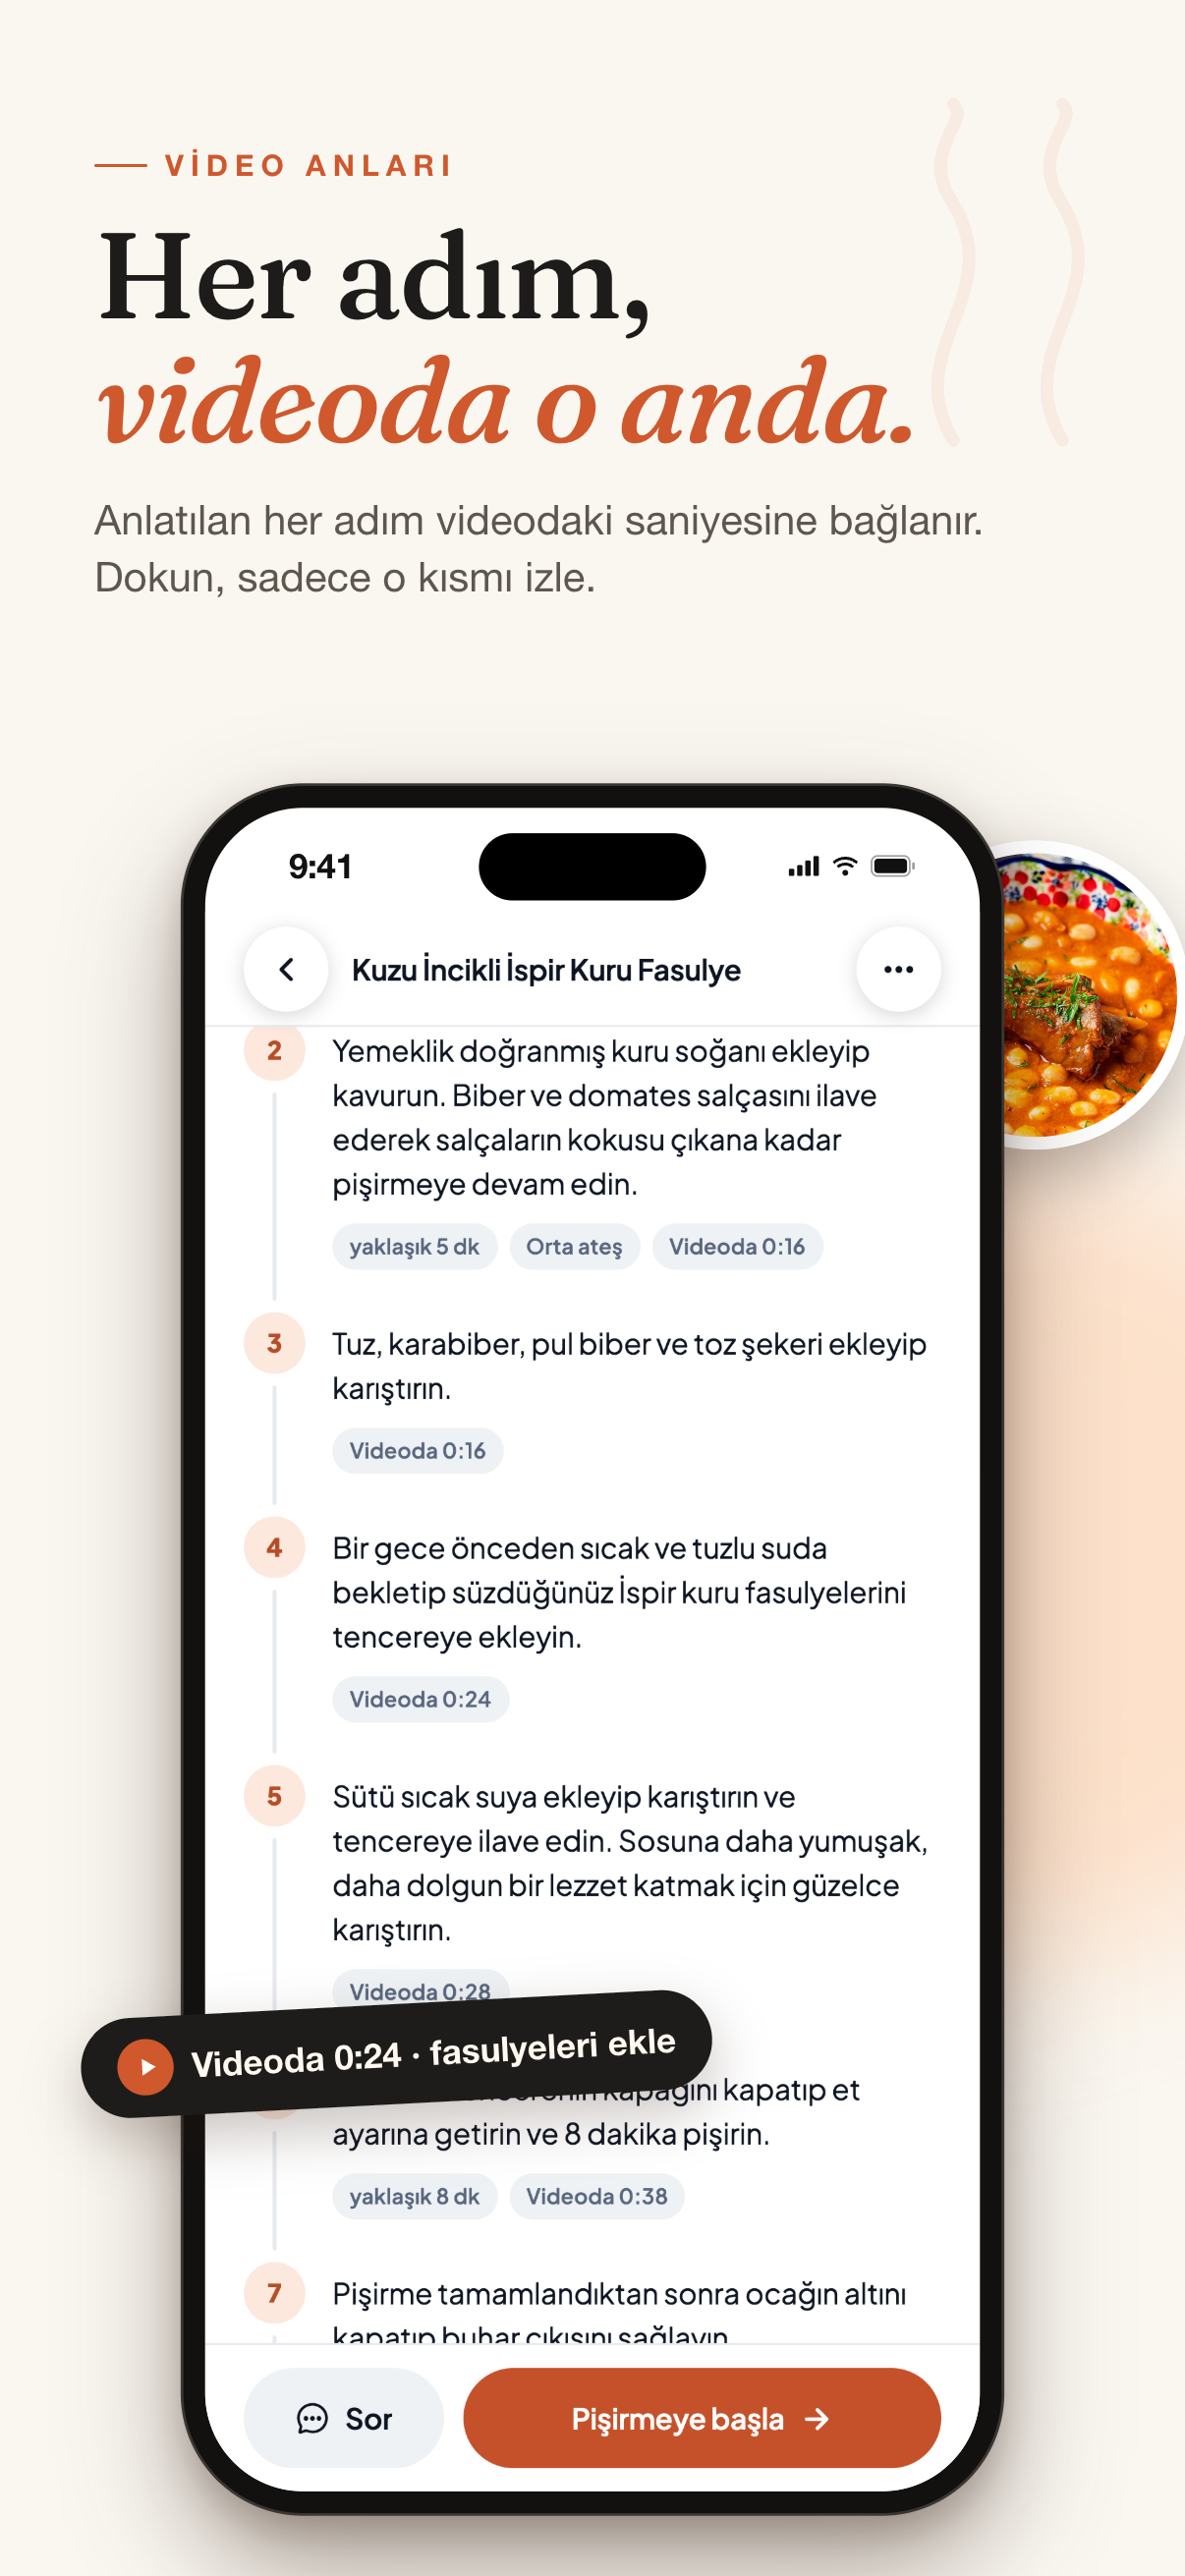 VİDEO ANLARI
Her adım,
videoda o anda.
Anlatılan her adım videodaki saniyesine bağlanır.
Dokun, sadece o kısmı izle.
9:41
Kuzu İncikli İspir Kuru Fasulye
2
Yemeklik doğranmış kuru soğanı ekleyip
kavurun. Biber ve domates salçasını ilave
ederek salçaların kokusu çıkana kadar
pişirmeye devam edin.
yaklaşık 5 dk Orta ateş Videoda 0:16
3
Tuz, karabiber, pul biber ve toz şekeri ekleyip
karıştırın.
Videoda 0:16
4
Bir gece önceden sıcak ve tuzlu suda
bekletip süzdüğünüz İspir kuru fasulyelerini
tencereye ekleyin.
Videoda 0:24
5
Sütü sıcak suya ekleyip karıştırın ve
tencereye ilave edin. Sosuna daha yumuşak,
daha dolgun bir lezzet katmak için güzelce
karıştırın.
Videoda 0:28
Videoda 0:24 · fasulyeleri ekle
kapağını kapatıp et
ayarına getirin ve 8 dakika pişirin.
yaklaşık 8 dk Videoda 0:38
7
Pişirme tamamlandıktan sonra ocağın altını
kapatıp buhar çıkışını sağlayın
Sor
Pişirmeye başla